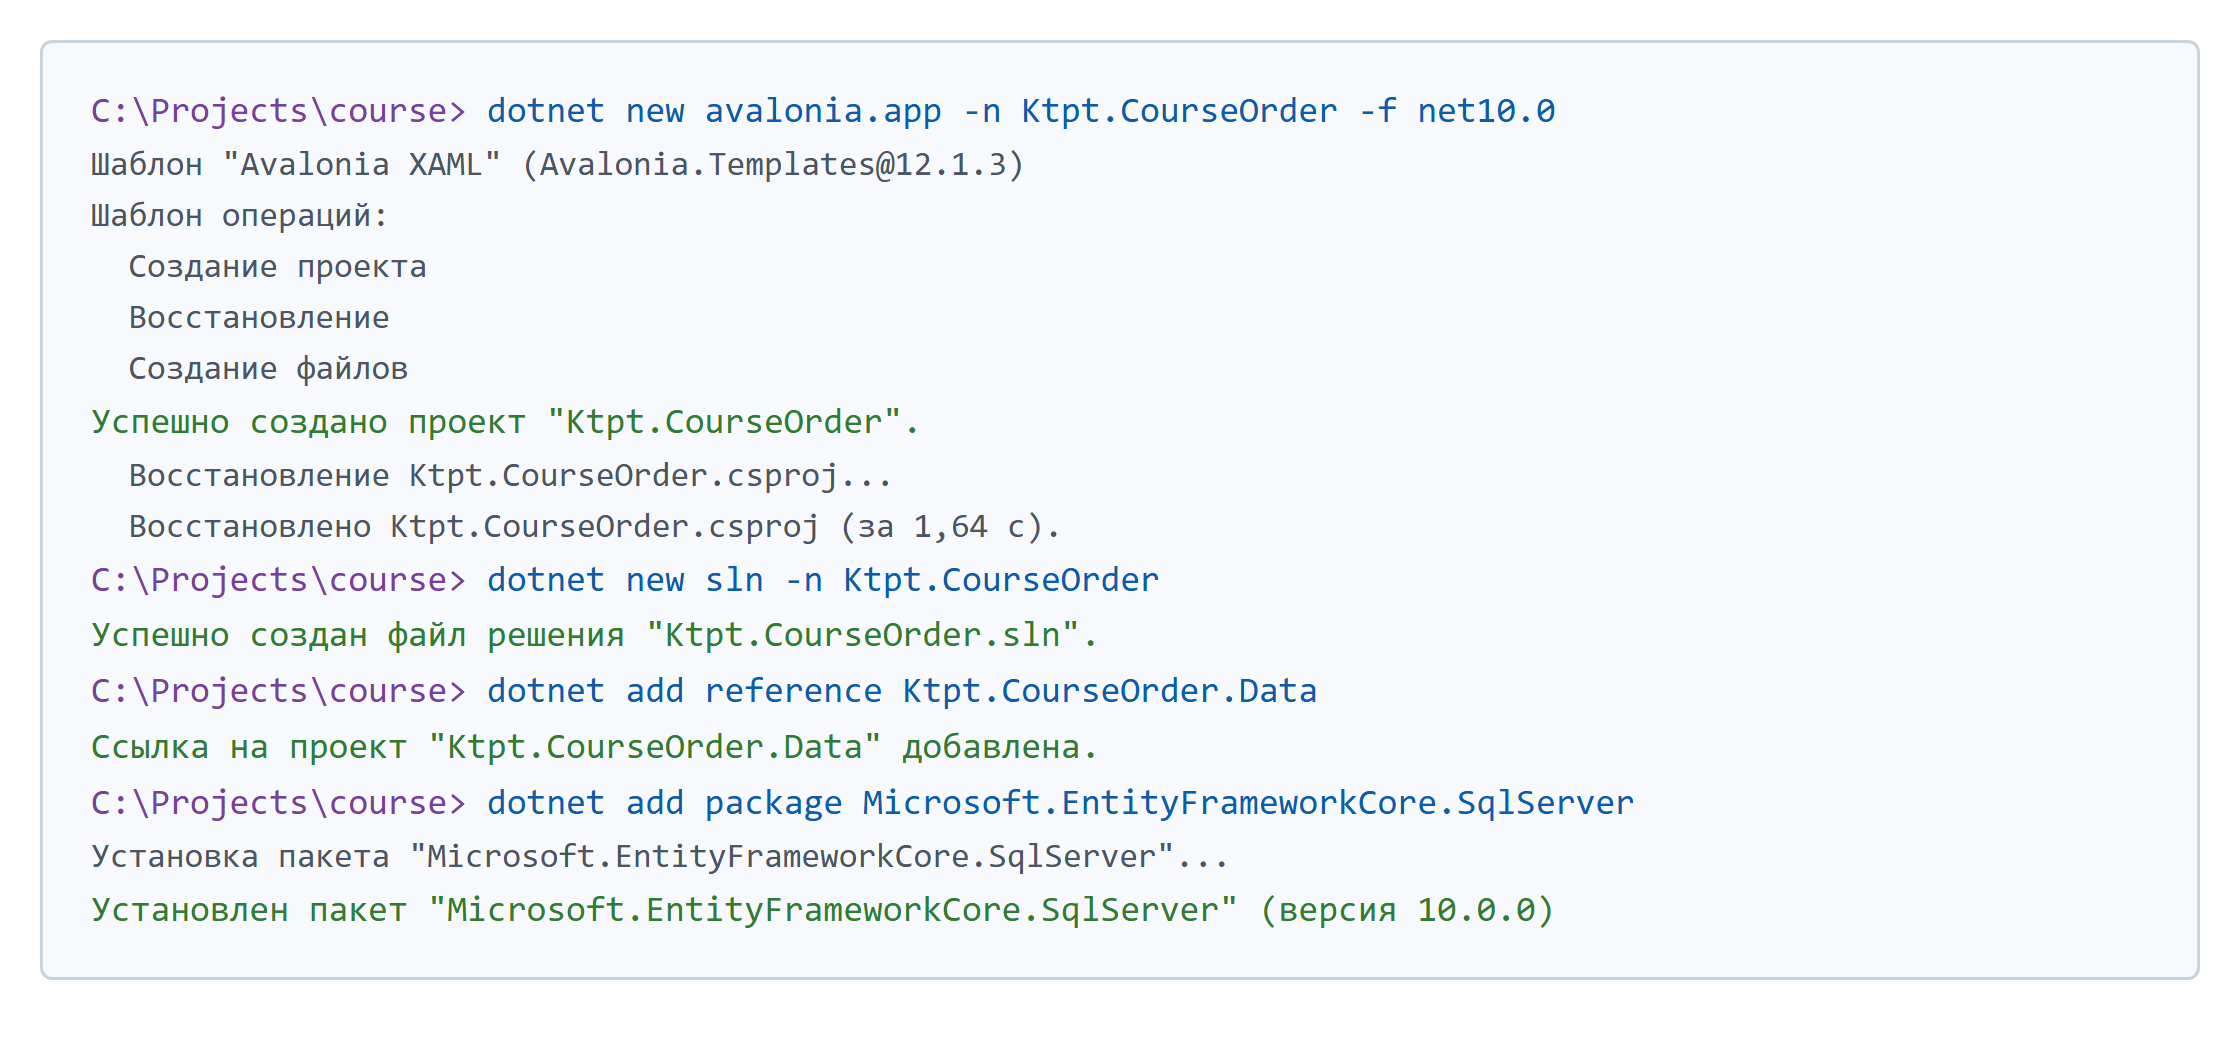 C:\Projects\course> dotnet new avalonia.app -n Ktpt.CourseOrder -f net10.0
Шаблон "Avalonia XAML" (Avalonia.Templates@12.1.3)
Шаблон операций:
  Создание проекта
  Восстановление
  Создание файлов
Успешно создано проект "Ktpt.CourseOrder".
  Восстановление Ktpt.CourseOrder.csproj...
  Восстановлено Ktpt.CourseOrder.csproj (за 1,64 с).
C:\Projects\course> dotnet new sln -n Ktpt.CourseOrder
Успешно создан файл решения "Ktpt.CourseOrder.sln".
C:\Projects\course> dotnet add reference Ktpt.CourseOrder.Data
Ссылка на проект "Ktpt.CourseOrder.Data" добавлена.
C:\Projects\course> dotnet add package Microsoft.EntityFrameworkCore.SqlServer
Установка пакета "Microsoft.EntityFrameworkCore.SqlServer"...
Установлен пакет "Microsoft.EntityFrameworkCore.SqlServer" (версия 10.0.0)